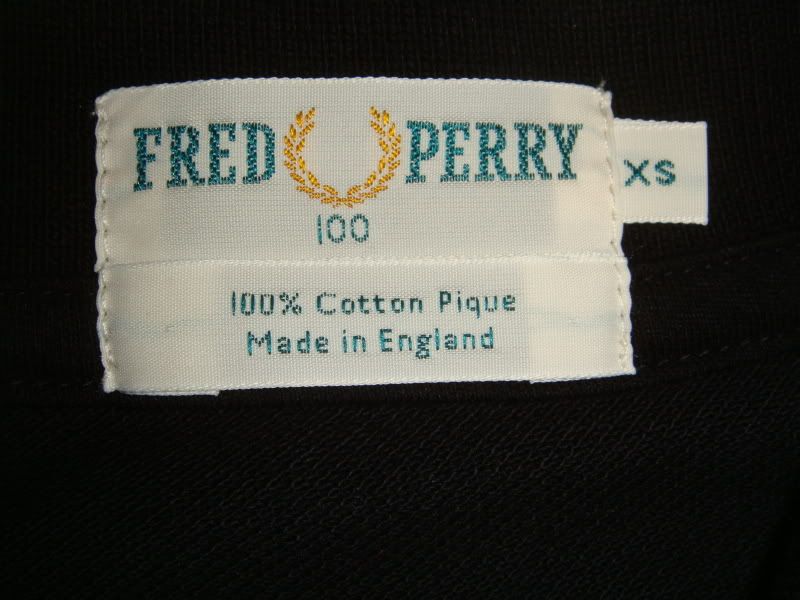 FRED PERRY
100
XS
100% Cotton Pique
Made in England